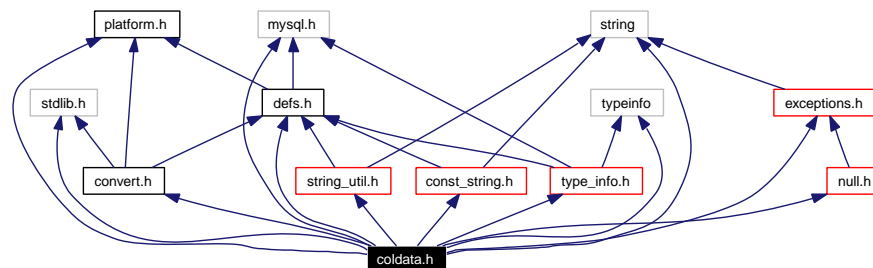 platform.h
mysql.h
string
stdlib.h
defs.h
typeinfo
exceptions.h
convert.h
string_util.h
const_string.h
type_info.h
null.h
coldata.h